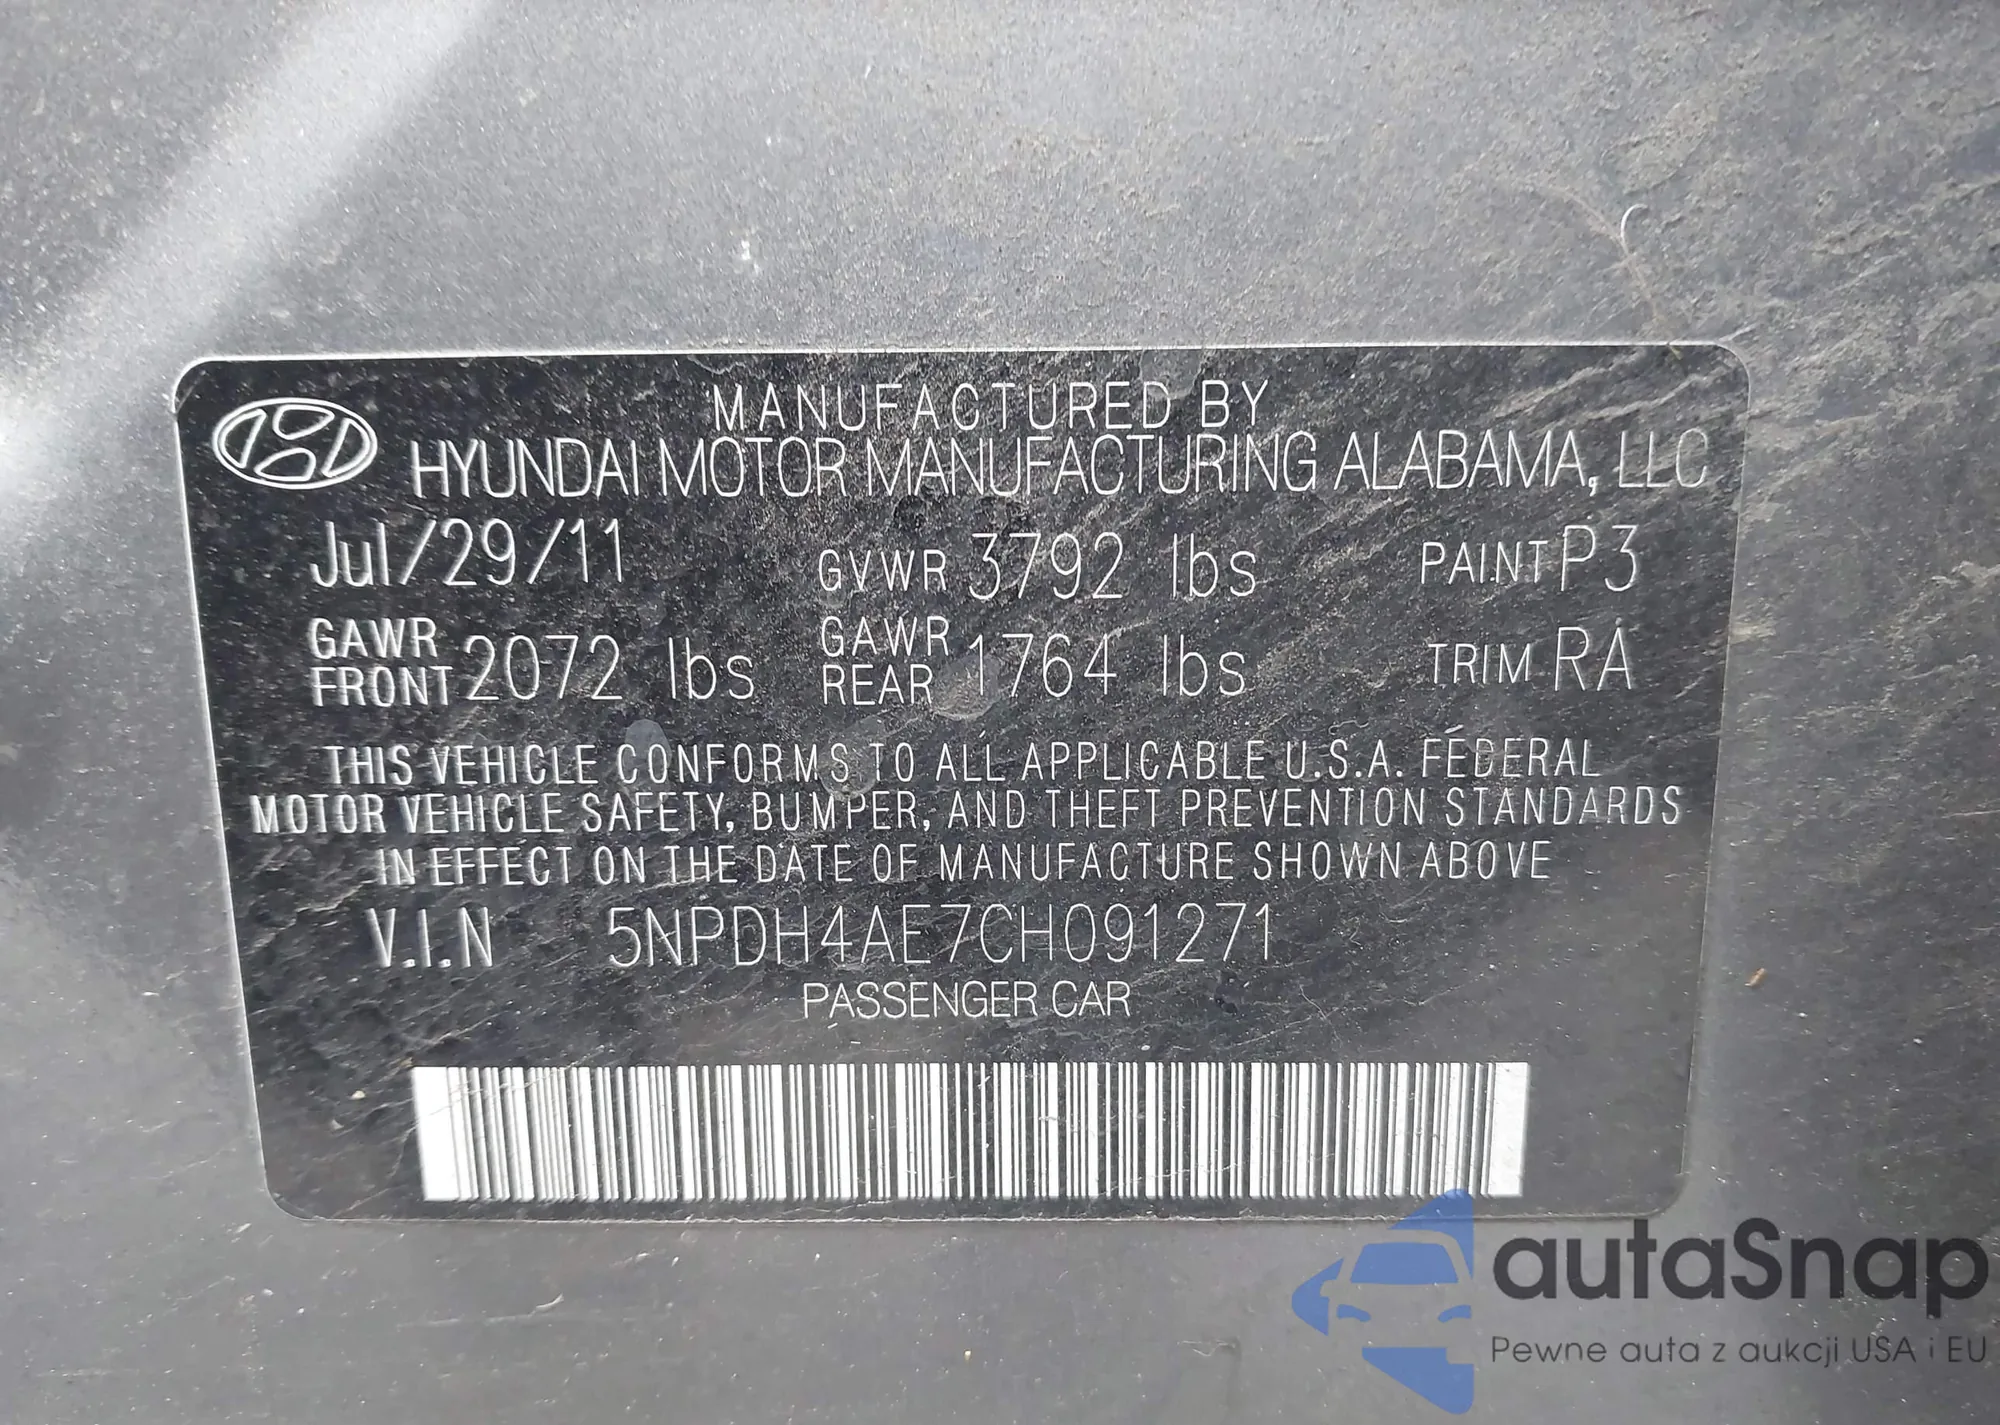 MANUFACTURED BY
HYUNDAI MOTOR MANUFACTURING ALABAMA, LLC
Jul/29/11 GVWR 3792 lbs PAINT P3
GAWR FRONT 2072 lbs GAWR REAR 1764 lbs TRIM RA
THIS VEHICLE CONFORMS TO ALL APPLICABLE U.S.A. FEDERAL
MOTOR VEHICLE SAFETY, BUMPER, AND THEFT PREVENTION STANDARDS
IN EFFECT ON THE DATE OF MANUFACTURE SHOWN ABOVE
V.I.N 5NPDH4AE7CH091271
PASSENGER CAR
autaSnap
Pewne auta z aukcji USA i EU